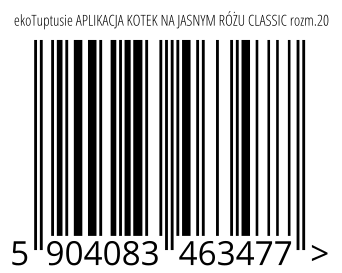 ekoTuptusie APLIKACJA KOTEK NA JASNYM RÓŻU CLASSIC rozm.20
5 904083 463477 >